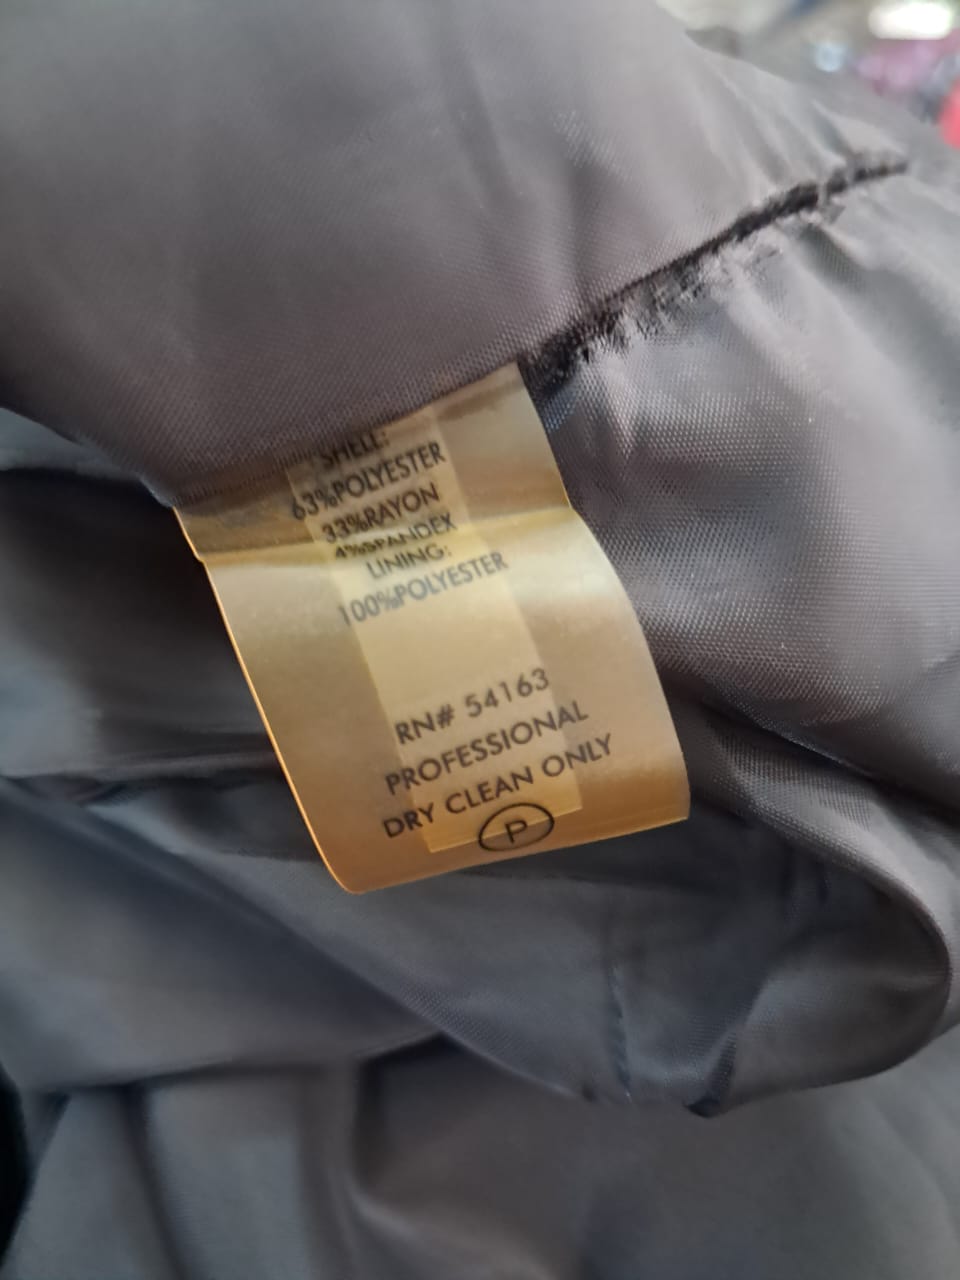 SHELL:
63%POLYESTER
33%RAYON
4%SPANDEX
LINING:
100%POLYESTER
RN# 54163
PROFESSIONAL
DRY CLEAN ONLY
P